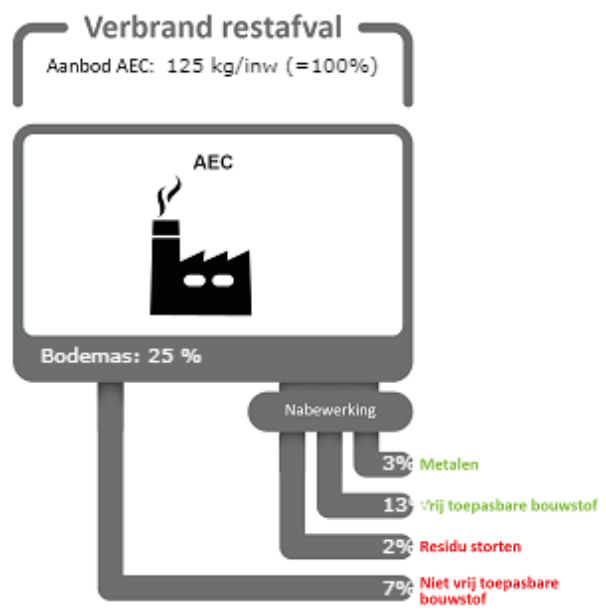 Verbrand restafval
Aanbod AEC: 125 kg/inw (=100%)
AEC
Bodemas: 25 %
Nabewerking
3% Metalen
13% Vrij toepasbare bouwstof
2% Residu storten
7% Niet vrij toepasbare
bouwstof